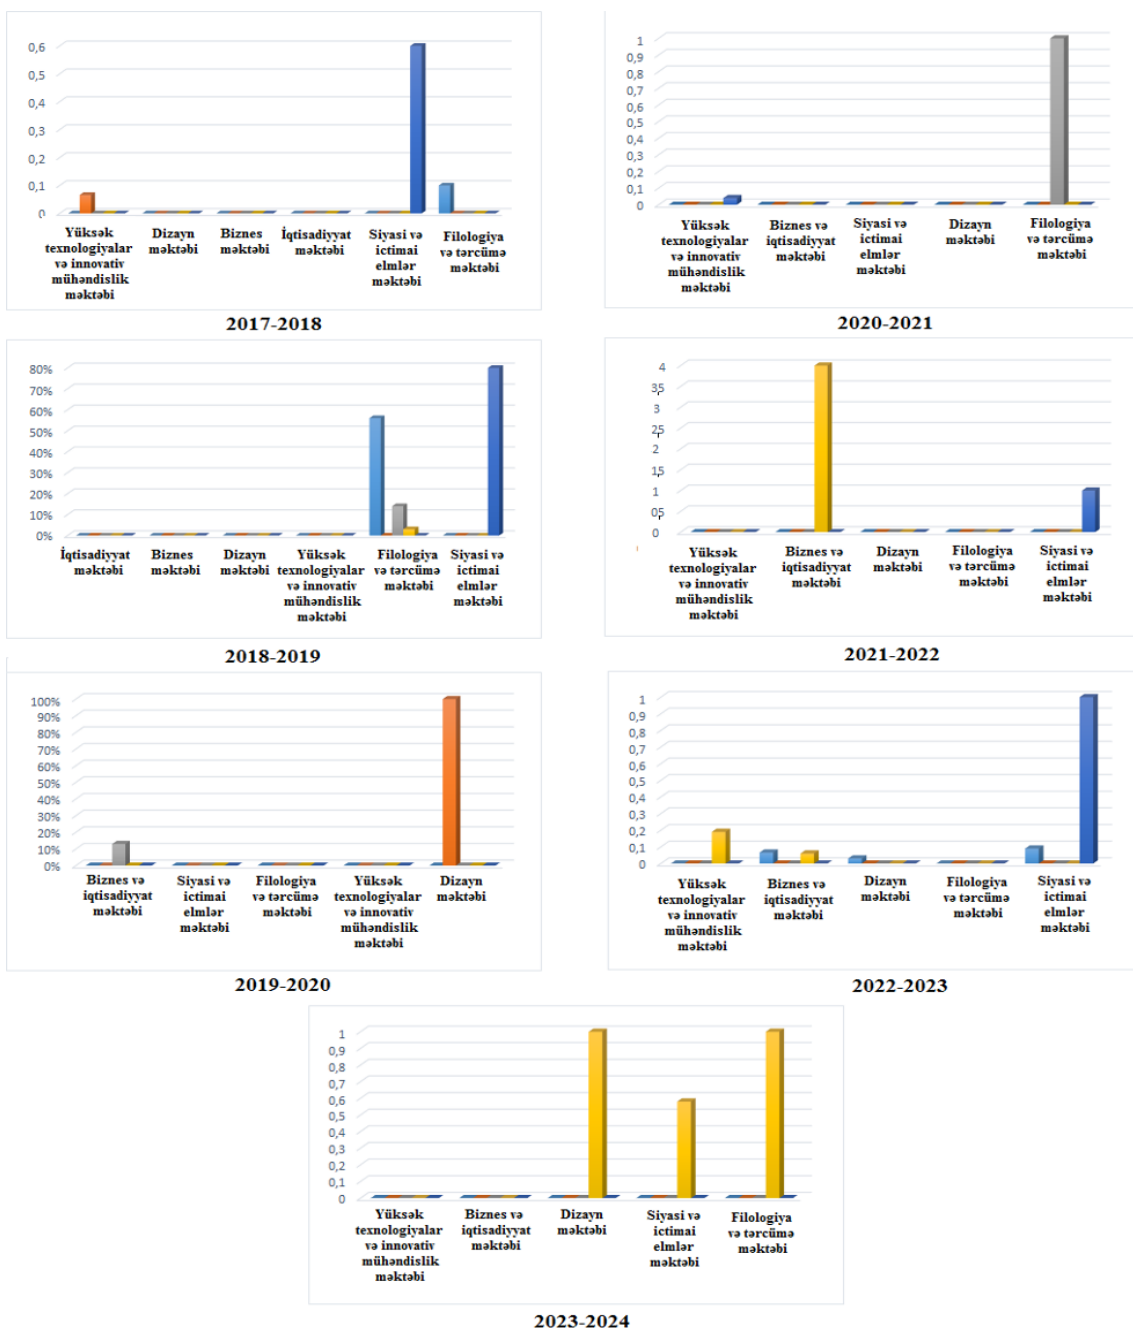 0,6
0,5
0,4
0,3
0,2
0,1
0
Yüksək texnologiyalar və innovativ mühəndislik məktəbi
Dizayn məktəbi
Biznes məktəbi
İqtisadiyyat məktəbi
Siyasi və ictimai elmlər məktəbi
Filologiya və tərcümə məktəbi
2017-2018
1
0,9
0,8
0,7
0,6
0,5
0,4
0,3
0,2
0,1
0
Yüksək texnologiyalar və innovativ mühəndislik məktəbi
Biznes və iqtisadiyyat məktəbi
Siyasi və ictimai elmlər məktəbi
Dizayn məktəbi
Filologiya və tərcümə məktəbi
2020-2021
80%
70%
60%
50%
40%
30%
20%
10%
0%
İqtisadiyyat məktəbi
Biznes məktəbi
Dizayn məktəbi
Yüksək texnologiyalar və innovativ mühəndislik məktəbi
Filologiya və tərcümə məktəbi
Siyasi və ictimai elmlər məktəbi
2018-2019
4
3,5
3
2,5
2
1,5
1
0,5
0
Yüksək texnologiyalar və innovativ mühəndislik məktəbi
Biznes və iqtisadiyyat məktəbi
Dizayn məktəbi
Filologiya və tərcümə məktəbi
Siyasi və ictimai elmlər məktəbi
2021-2022
100%
90%
80%
70%
60%
50%
40%
30%
20%
10%
0%
Biznes və iqtisadiyyat məktəbi
Siyasi və ictimai elmlər məktəbi
Filologiya və tərcümə məktəbi
Yüksək texnologiyalar və innovativ mühəndislik məktəbi
Dizayn məktəbi
2019-2020
1
0,9
0,8
0,7
0,6
0,5
0,4
0,3
0,2
0,1
0
Yüksək texnologiyalar və innovativ mühəndislik məktəbi
Biznes və iqtisadiyyat məktəbi
Dizayn məktəbi
Filologiya və tərcümə məktəbi
Siyasi və ictimai elmlər məktəbi
2022-2023
1
0,9
0,8
0,7
0,6
0,5
0,4
0,3
0,2
0,1
0
Yüksək texnologiyalar və innovativ mühəndislik məktəbi
Biznes və iqtisadiyyat məktəbi
Dizayn məktəbi
Siyasi və ictimai elmlər məktəbi
Filologiya və tərcümə məktəbi
2023-2024